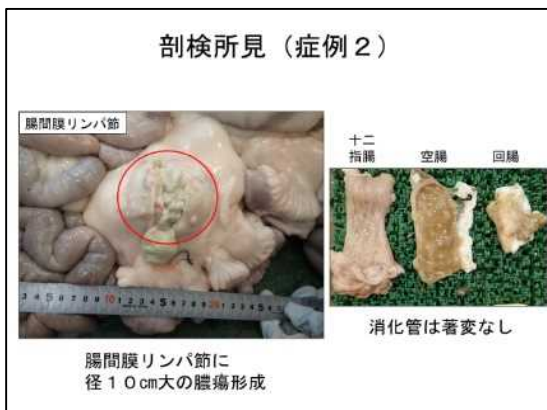 剖検所見（症例２）
腸間膜リンパ節
十二
指腸
空腸
回腸
消化管は著変なし
腸間膜リンパ節に
径１０㎝大の膿瘍形成